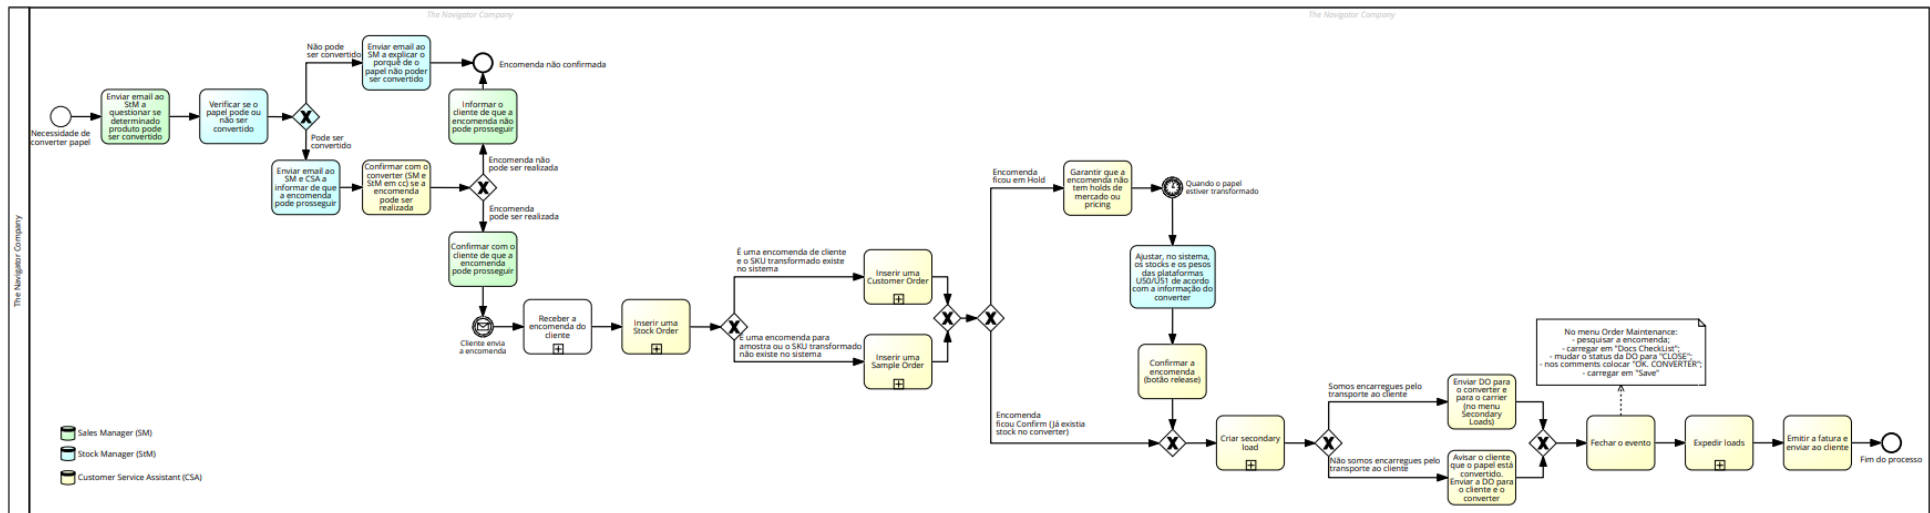 The Navigator Company
The Navigator Company
The Navigator Company
Necessidade de
converter papel
Enviar email ao
StM a
questionar se
determinado
produto pode
ser convertido
Verificar se o
papel pode ou
não ser
convertido
Não pode
ser convertido
Enviar email ao
SM a explicar o
porquê de o
papel não poder
ser convertido
Encomenda não confirmada
Informar o
cliente de que a
encomenda não
pode prosseguir
Pode ser
convertido
Enviar email ao
SM e CSA a
informar de que
a encomenda
pode prosseguir
Confirmar com o
converter (SM e
StM em cc) se a
encomenda
pode ser
realizada
Encomenda não
pode ser realizada
Encomenda
pode ser realizada
Confirmar com o
cliente de que a
encomenda
pode prosseguir
Cliente envia
a encomenda
Receber a
encomenda do
cliente
Inserir uma
Stock Order
É uma encomenda de cliente
e o SKU transformado existe
no sistema
Inserir uma
Customer Order
É uma encomenda para
amostra ou o SKU transformado
não existe no sistema
Inserir uma
Sample Order
Encomenda
ficou em Hold
Garantir que a
encomenda não
tem holds de
mercado ou
pricing
Quando o papel
estiver transformado
Ajustar, no sistema,
os stocks e os pesos
das plataformas
U50/U51 de acordo
com a informação do
converter
Confirmar a
encomenda
(botão release)
Encomenda
ficou Confirm (Já existia
stock no converter)
Criar secondary
load
Somos encarregues pelo
transporte ao cliente
Enviar DO para
o converter e
para o carrier
(no menu
Secondary
Loads)
Não somos encarregues pelo
transporte ao cliente
Avisar o cliente
que o papel está
convertido.
Enviar a DO para
o cliente e o
converter
No menu Order Maintenance:
- pesquisar a encomenda;
- carregar em "Docs CheckList";
- mudar o status da DO para "CLOSE";
- nos comments colocar "OK. CONVERTER";
- carregar em "Save"
Fechar o evento
Expedir loads
Emitir a fatura e
enviar ao cliente
Fim do processo
Sales Manager (SM)
Stock Manager (StM)
Customer Service Assistant (CSA)